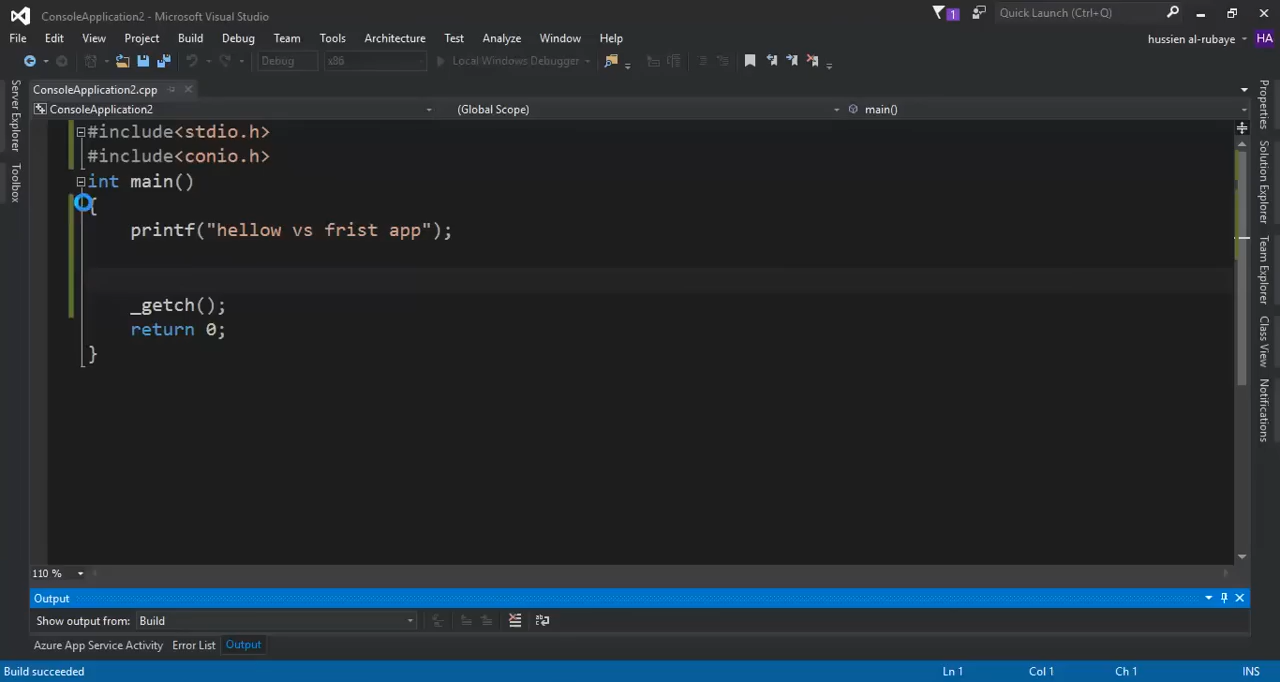 ConsoleApplication2 - Microsoft Visual Studio
1
Quick Launch (Ctrl+Q)
File Edit View Project Build Debug Team Tools Architecture Test Analyze Window Help
hussien al-rubaye HA
Debug x86 Local Windows Debugger
ConsoleApplication2.cpp
ConsoleApplication2 (Global Scope) main()
#include<stdio.h>
#include<conio.h>
int main()
{
printf("hellow vs frist app");
_getch();
return 0;
}
Server Explorer
Toolbox
Properties
Solution Explorer
Team Explorer
Class View
Notifications
110 %
Output
Show output from: Build
Azure App Service Activity Error List Output
Build succeeded Ln 1 Col 1 Ch 1 INS